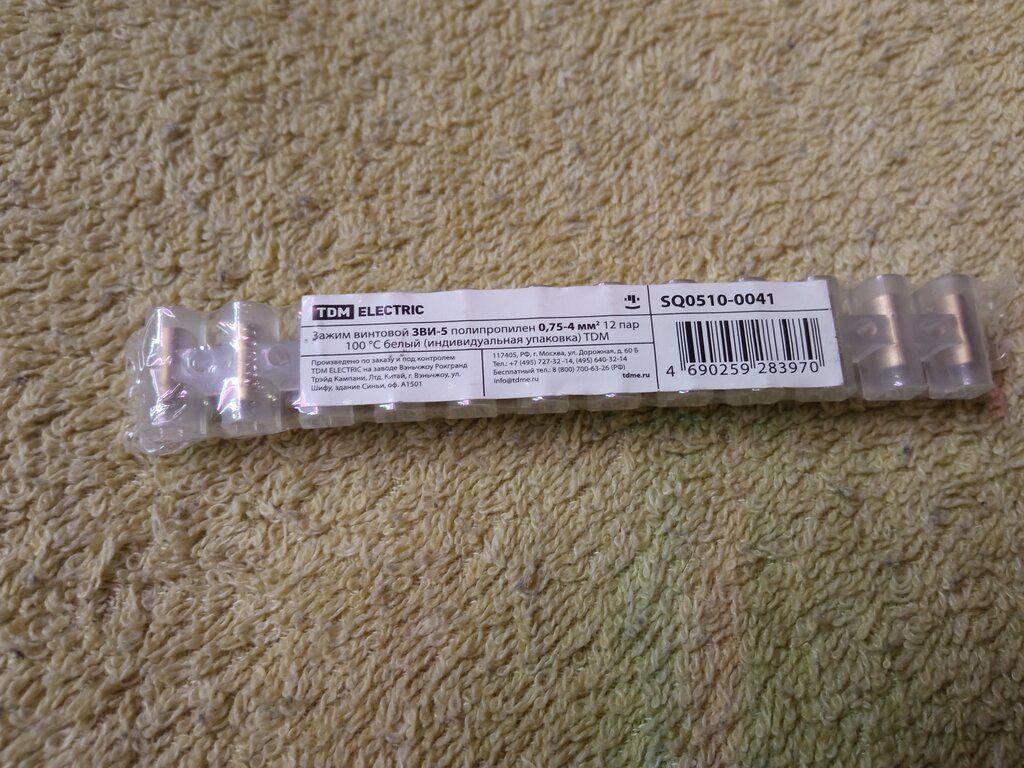 TDM ELECTRIC
Зажим винтовой ЗВИ-5 полипропилен 0,75-4 мм² 12 пар
100 °C белый (индивидуальная упаковка) TDM
Произведено по заказу и под контролем
TDM ELECTRIC на заводе Вэньчжоу Рокгранд
Трэйд Кампани, Лтд, Китай, г. Вэньчжоу, ул.
Шифу, здание Синьи, оф. А1501
117405, РФ, г. Москва, ул. Дорожная, д. 60 Б
Тел.: +7 (495) 727-32-14, (495) 640-32-14
Бесплатный тел.: 8 (800) 700-63-26 (РФ)
info@tdme.ru
tdme.ru
SQ0510-0041
4 690259 283970